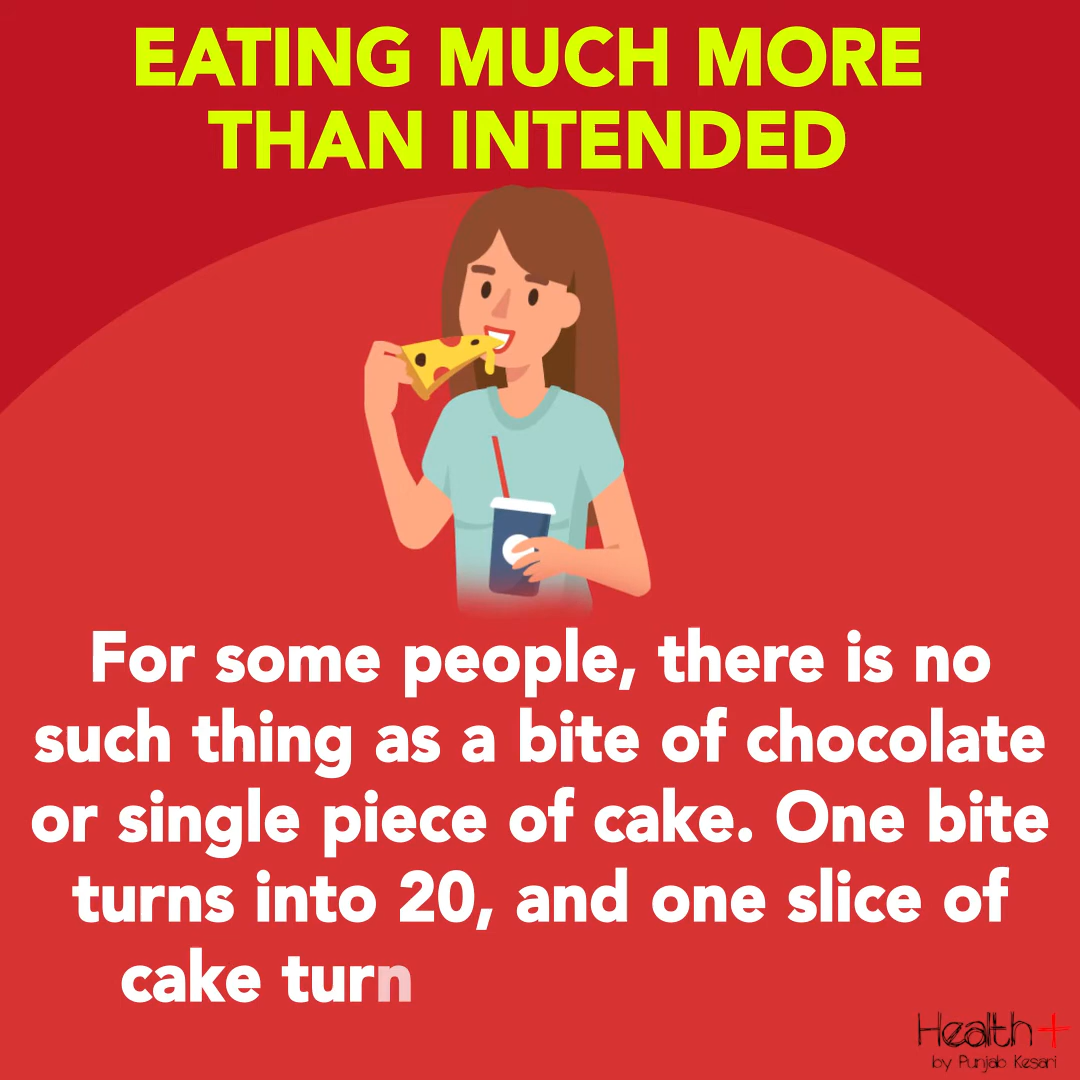 EATING MUCH MORE
THAN INTENDED
For some people, there is no
such thing as a bite of chocolate
or single piece of cake. One bite
turns into 20, and one slice of
cake turn
Health+
by Punjab Kesari